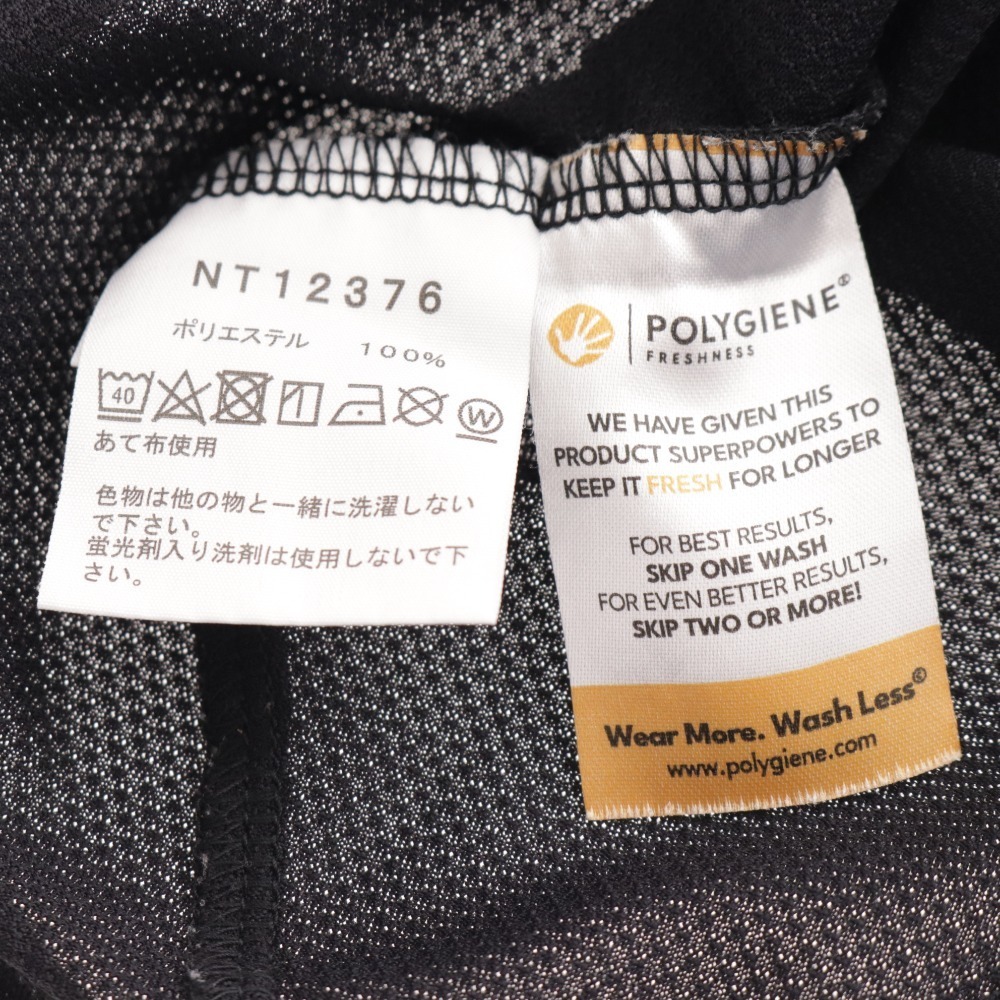 NT12376
ポリエステル 100%
40
W
あて布使用
色物は他の物と一緒に洗濯しない
で下さい。
蛍光剤入り洗剤は使用しないで下
さい。
POLYGIENE®
FRESHNESS
WE HAVE GIVEN THIS
PRODUCT SUPERPOWERS TO
KEEP IT FRESH FOR LONGER
FOR BEST RESULTS,
SKIP ONE WASH
FOR EVEN BETTER RESULTS,
SKIP TWO OR MORE!
Wear More. Wash Less®
www.polygiene.com